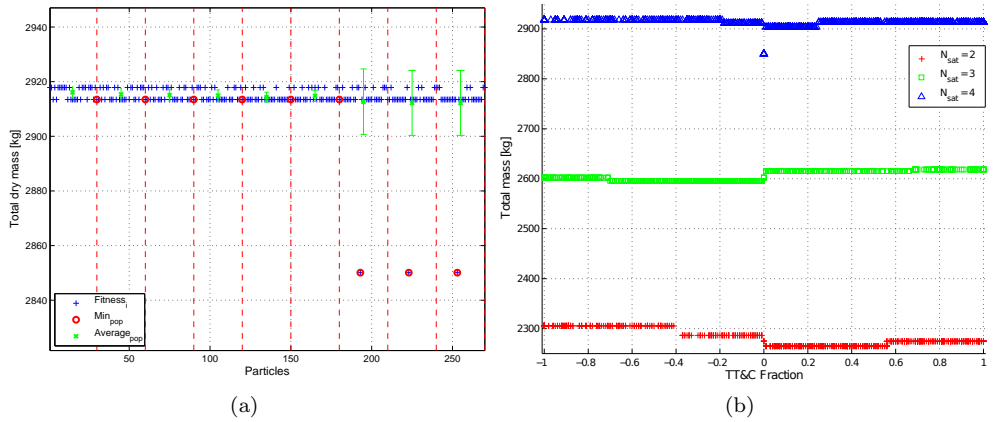 2940
2920
2900
2880
2860
2840
Total dry mass [kg]
50
100
150
200
250
Particles
Fitness_i
Min_pop
Average_pop
(a)
2900
2800
2700
2600
2500
2400
2300
Total mass [kg]
−1
−0.8
−0.6
−0.4
−0.2
0
0.2
0.4
0.6
0.8
1
TT&C Fraction
N_sat=2
N_sat=3
N_sat=4
(b)